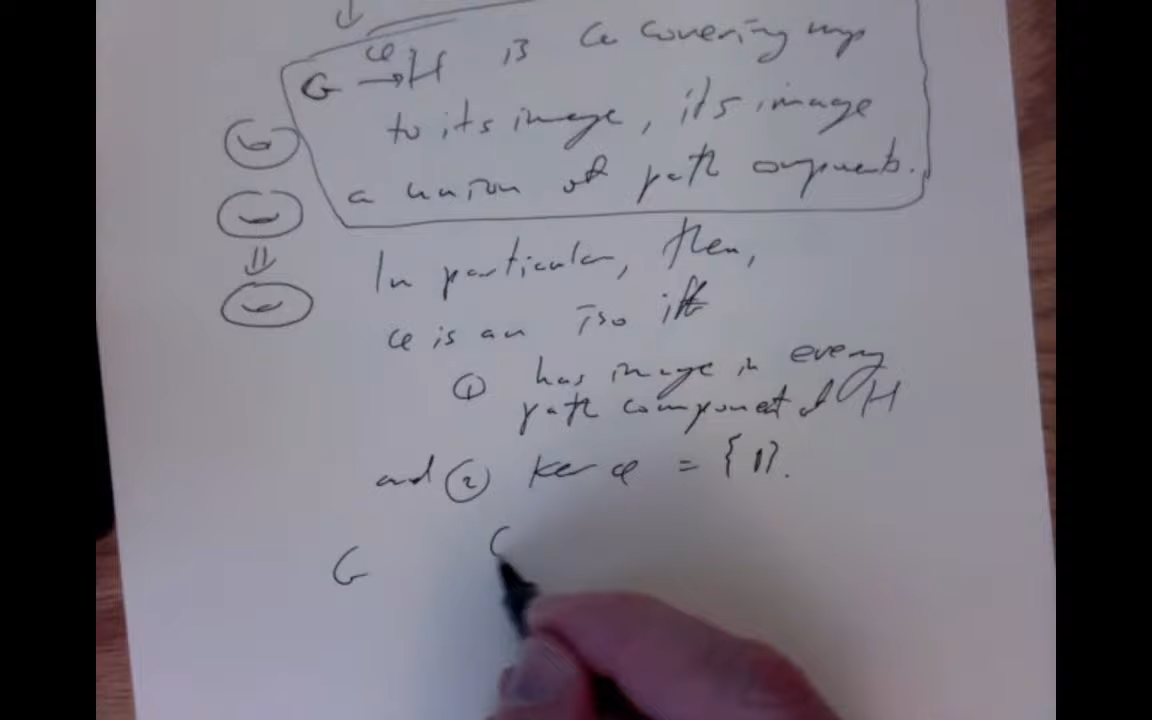 ⇓
G →φ H is a covering map
to its image, its image
a union of path components.
⇓
In particular, then,
φ is an iso iff
① has image in every
path component of H
and ② ker φ = {1}.
G C